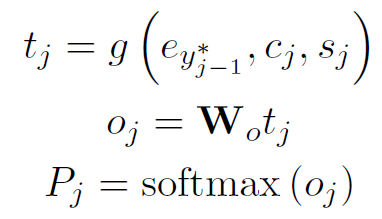 t_j = g ( e_{y^*_{j-1}}, c_j, s_j )
o_j = W_o t_j
P_j = softmax (o_j)